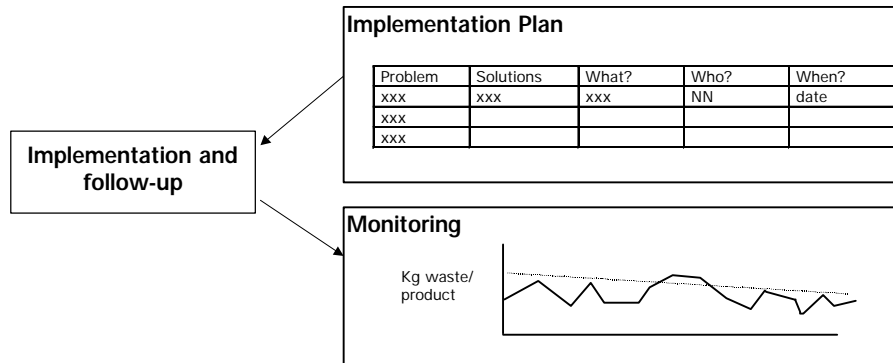 Implementation Plan
Problem Solutions What? Who? When?
xxx xxx xxx NN date
xxx
xxx
Implementation and
follow-up
Monitoring
Kg waste/
product